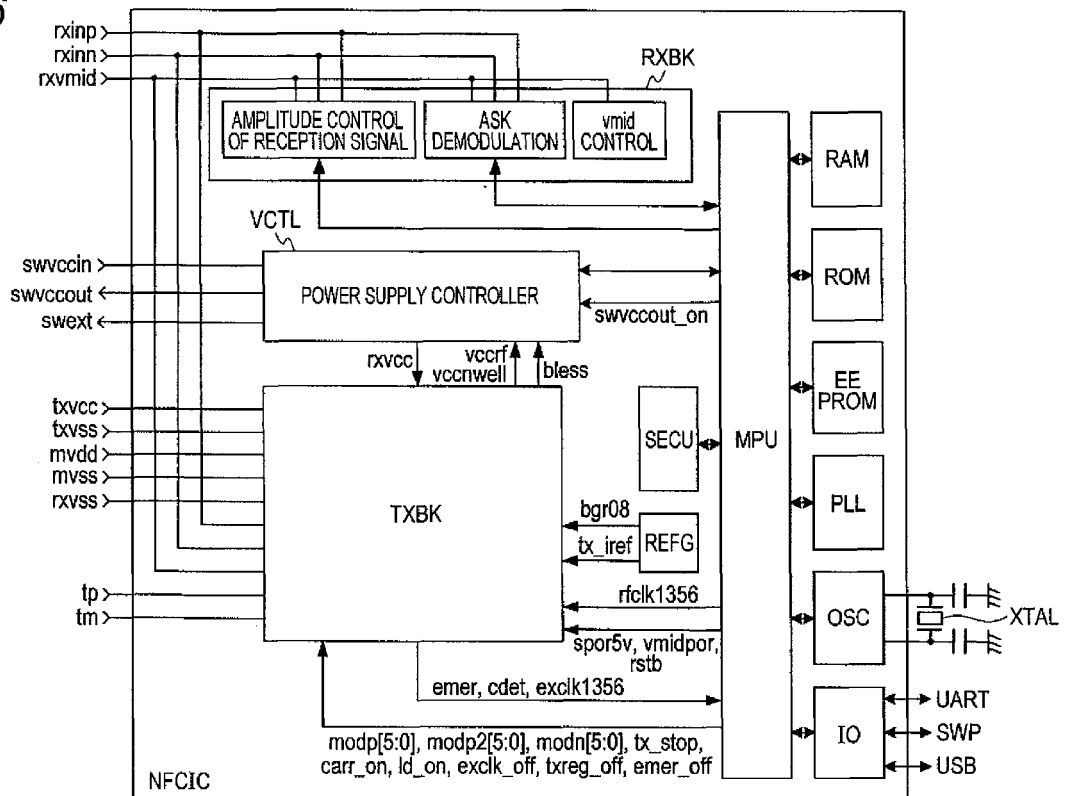 rxinp
rxinn
rxvmid
RXBK
AMPLITUDE CONTROL
OF RECEPTION SIGNAL
ASK
DEMODULATION
vmid
CONTROL
RAM
VCTL
swvccin
swvccout
swext
POWER SUPPLY CONTROLLER
swvccout_on
ROM
rxvcc
vccrf
vccnwell
bless
EE
PROM
txvcc
txvss
mvdd
mvss
rxvss
SECU
MPU
TXBK
bgr08
tx_iref
REFG
PLL
tp
tm
rfclk1356
spor5v, vmidpor,
rstb
OSC
XTAL
emer, cdet, exclk1356
modp[5:0], modp2[5:0], modn[5:0], tx_stop,
carr_on, ld_on, exclk_off, txreg_off, emer_off
IO
UART
SWP
USB
NFCIC